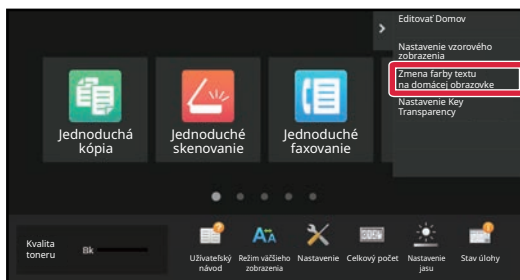 Editovať Domov
Nastavenie vzorového
zobrazenia
Zmena farby textu
na domácej obrazovke
Nastavenie Key
Transparency
Jednoduchá
kópia
Jednoduché
skenovanie
Jednoduché
faxovanie
Kvalita
toneru
Bk
Užívateľský
návod
Režim väčšieho
zobrazenia
Nastavenie
Celkový počet
Nastavenie
jasu
Stav úlohy